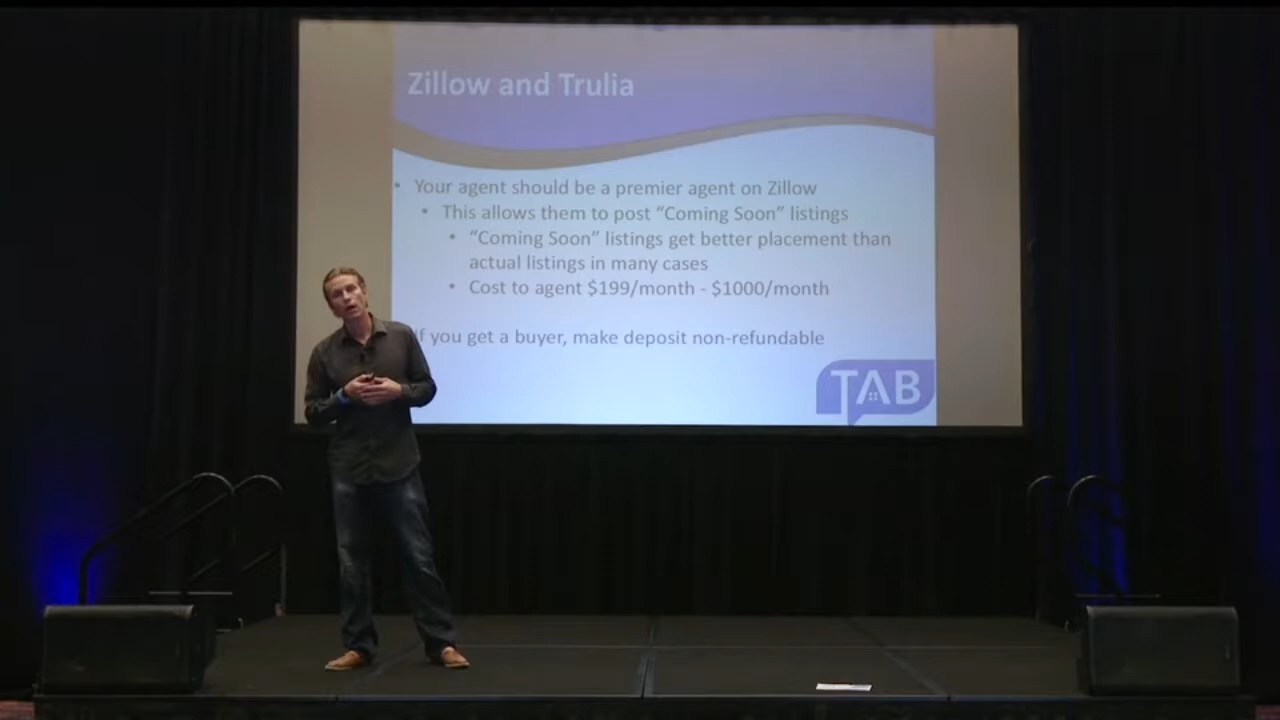 Zillow and Trulia
• Your agent should be a premier agent on Zillow
• This allows them to post “Coming Soon” listings
• “Coming Soon” listings get better placement than
actual listings in many cases
• Cost to agent $199/month - $1000/month
If you get a buyer, make deposit non-refundable
TAB